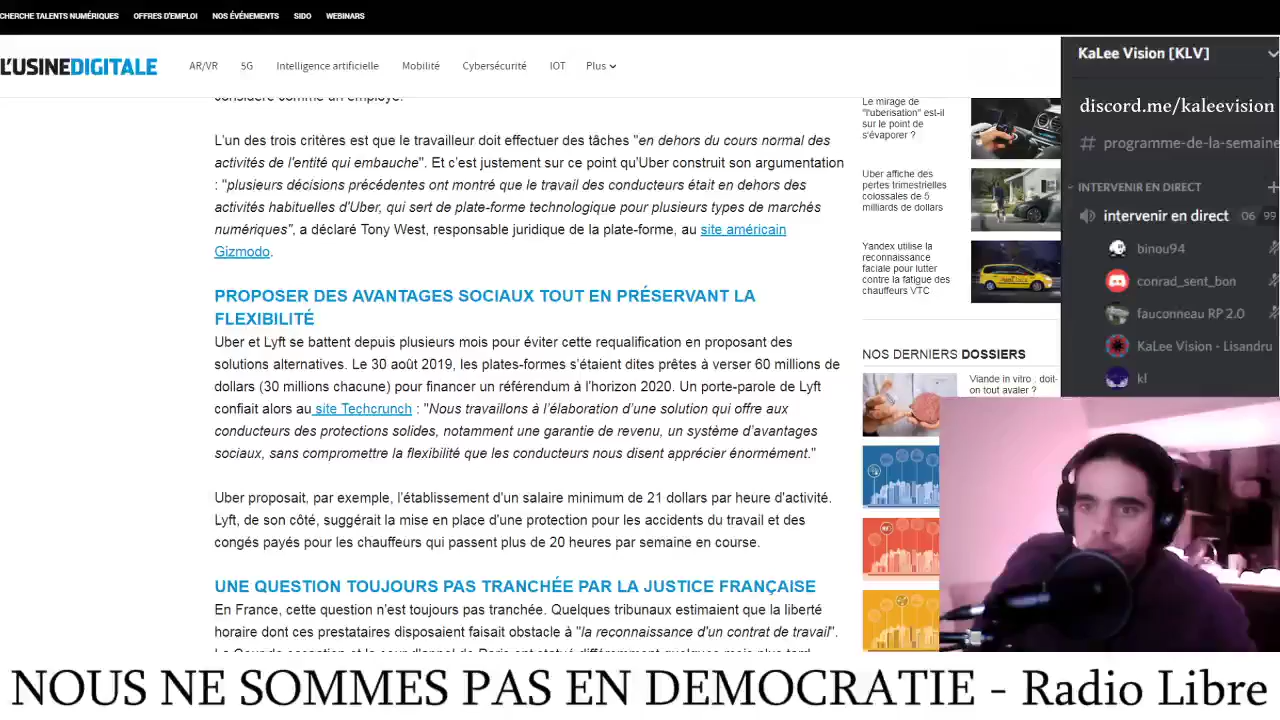 CHERCHE TALENTS NUMÉRIQUES OFFRES D'EMPLOI NOS ÉVÉNEMENTS SIDO WEBINARS
L'USINEDIGITALE AR/VR 5G Intelligence artificielle Mobilité Cybersécurité IOT Plus
considéré comme un employé.
L'un des trois critères est que le travailleur doit effectuer des tâches "en dehors du cours normal des
activités de l'entité qui embauche". Et c'est justement sur ce point qu'Uber construit son argumentation
: "plusieurs décisions précédentes ont montré que le travail des conducteurs était en dehors des
activités habituelles d'Uber, qui sert de plate-forme technologique pour plusieurs types de marchés
numériques", a déclaré Tony West, responsable juridique de la plate-forme, au site américain
Gizmodo.
PROPOSER DES AVANTAGES SOCIAUX TOUT EN PRÉSERVANT LA
FLEXIBILITÉ
Uber et Lyft se battent depuis plusieurs mois pour éviter cette requalification en proposant des
solutions alternatives. Le 30 août 2019, les plates-formes s'étaient dites prêtes à verser 60 millions de
dollars (30 millions chacune) pour financer un référendum à l'horizon 2020. Un porte-parole de Lyft
confiait alors au site Techcrunch : "Nous travaillons à l'élaboration d'une solution qui offre aux
conducteurs des protections solides, notamment une garantie de revenu, un système d'avantages
sociaux, sans compromettre la flexibilité que les conducteurs nous disent apprécier énormément."
Uber proposait, par exemple, l'établissement d'un salaire minimum de 21 dollars par heure d'activité.
Lyft, de son côté, suggérait la mise en place d'une protection pour les accidents du travail et des
congés payés pour les chauffeurs qui passent plus de 20 heures par semaine en course.
UNE QUESTION TOUJOURS PAS TRANCHÉE PAR LA JUSTICE FRANÇAISE
En France, cette question n'est toujours pas tranchée. Quelques tribunaux estimaient que la liberté
horaire dont ces prestataires disposaient faisait obstacle à "la reconnaissance d'un contrat de travail".
Le mirage de
"l'uberisation" est-il
sur le point de
s'évaporer ?
Uber affiche des
pertes trimestrielles
colossales de 5
milliards de dollars
Yandex utilise la
reconnaissance
faciale pour lutter
contre la fatigue des
chauffeurs VTC
NOS DERNIERS DOSSIERS
Viande in vitro : doit-
on tout avaler ?
KaLee Vision [KLV]
discord.me/kaleevision
# programme-de-la-semaine
INTERVENIR EN DIRECT +
intervenir en direct 06 99
binou94
conrad_sent_bon
fauconneau RP 2.0
KaLee Vision - Lisandru
k!
NOUS NE SOMMES PAS EN DEMOCRATIE - Radio Libre